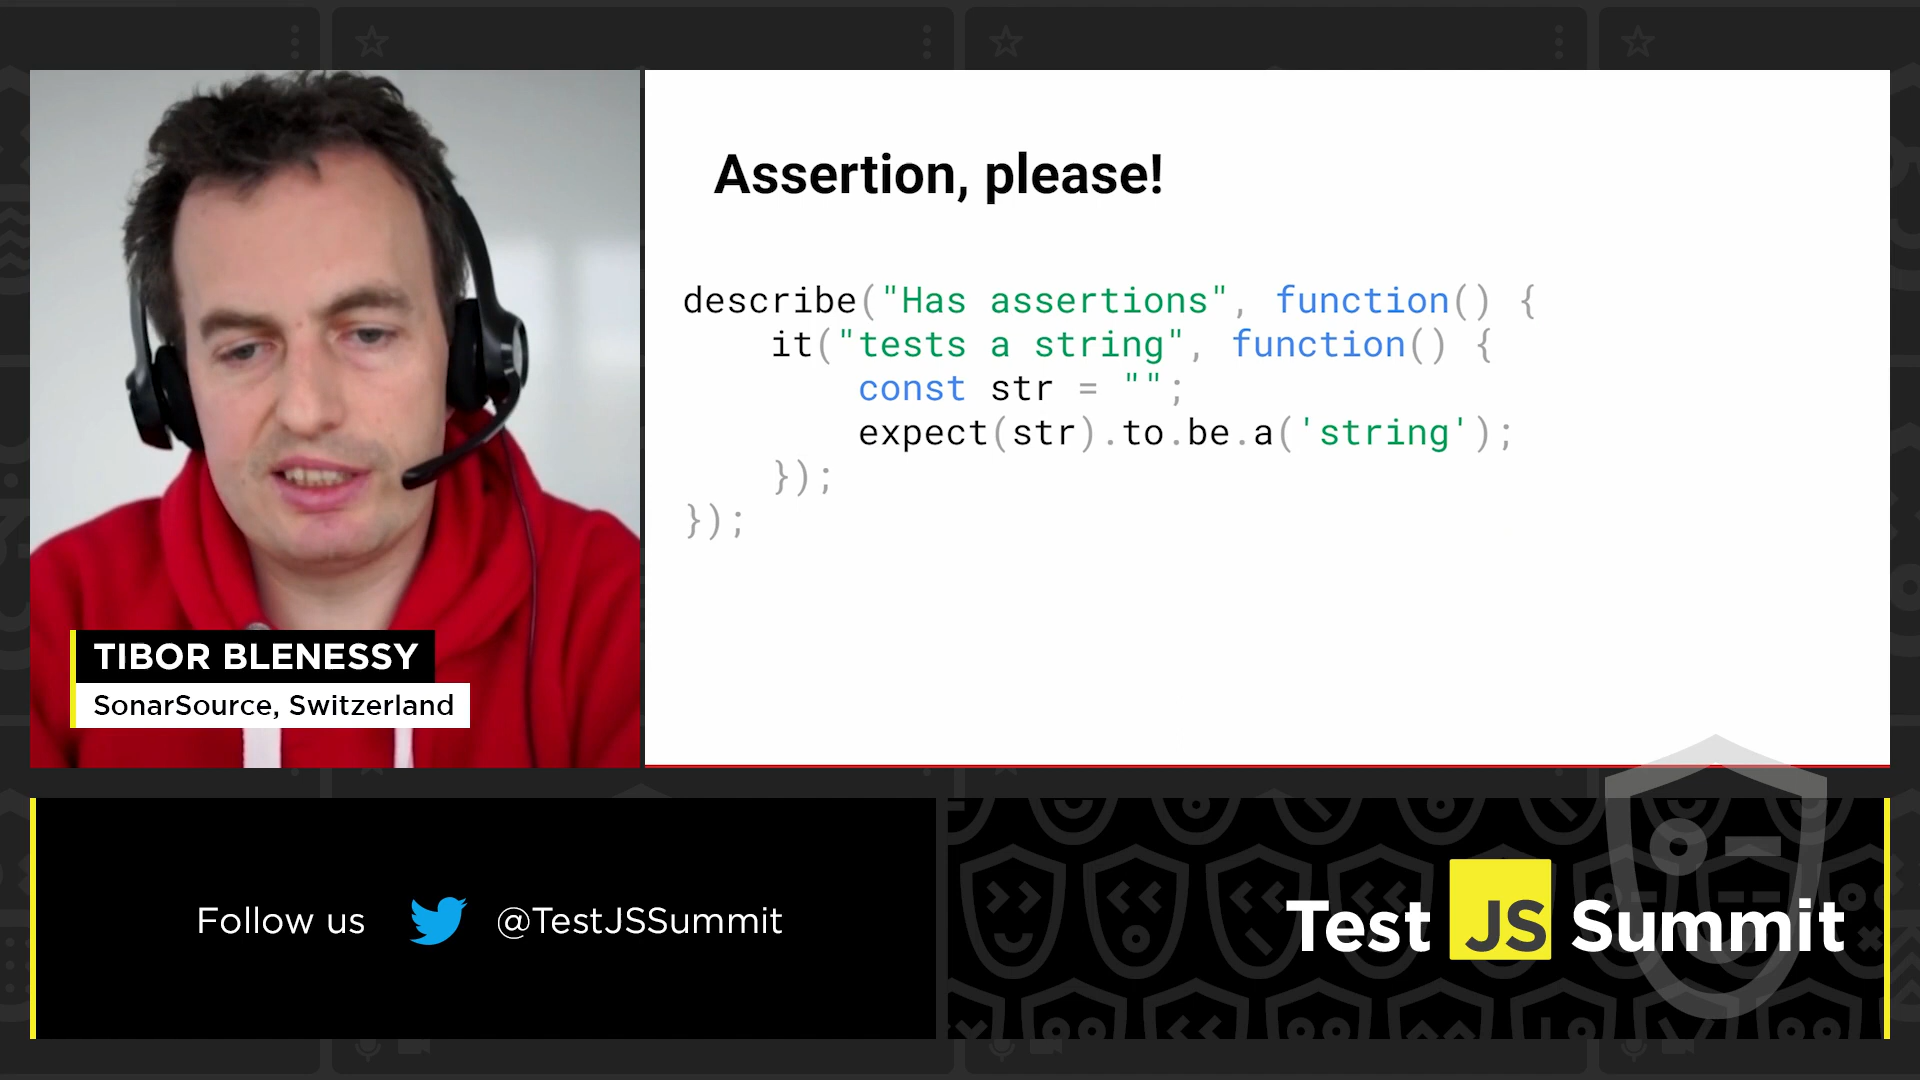 Assertion, please!
describe("Has assertions", function() {
    it("tests a string", function() {
        const str = "";
        expect(str).to.be.a('string');
    });
});
TIBOR BLENESSY
SonarSource, Switzerland
Follow us @TestJSSummit
Test JS Summit